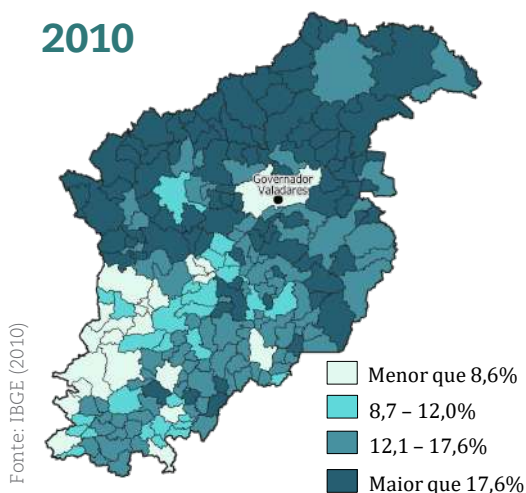 2010
Governador
Valadares
Fonte: IBGE (2010)
Menor que 8,6%
8,7 – 12,0%
12,1 – 17,6%
Maior que 17,6%